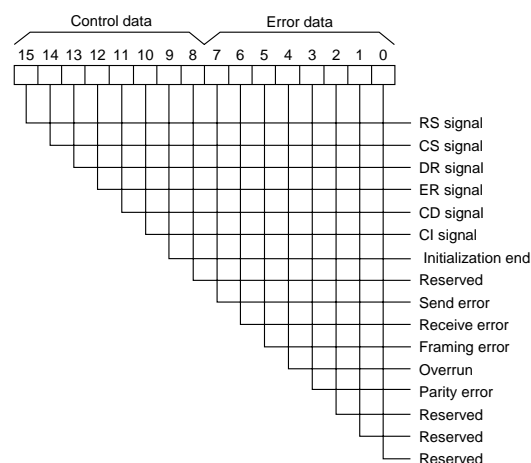 Control data Error data
15 14 13 12 11 10 9 8 7 6 5 4 3 2 1 0
RS signal
CS signal
DR signal
ER signal
CD signal
CI signal
Initialization end
Reserved
Send error
Receive error
Framing error
Overrun
Parity error
Reserved
Reserved
Reserved